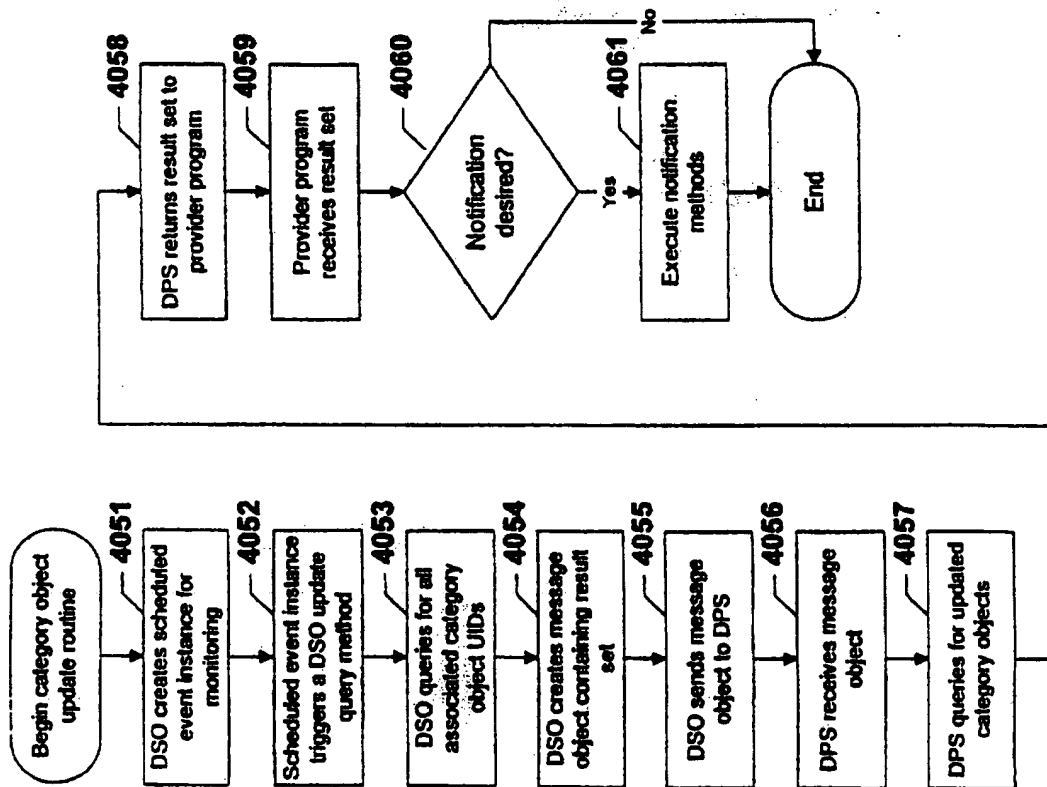 Begin category object
update routine
4051
DSO creates scheduled
event instance for
monitoring
4052
Scheduled event instance
triggers a DSO update
query method
4053
DSO queries for all
associated category
object UIDs
4054
DSO creates message
object containing result
set
4055
DSO sends message
object to DPS
4056
DPS receives message
object
4057
DPS queries for updated
category objects
4058
DPS returns result set to
provider program
4059
Provider program
receives result set
4060
Notification
desired?
No
Yes
4061
Execute notification
methods
End